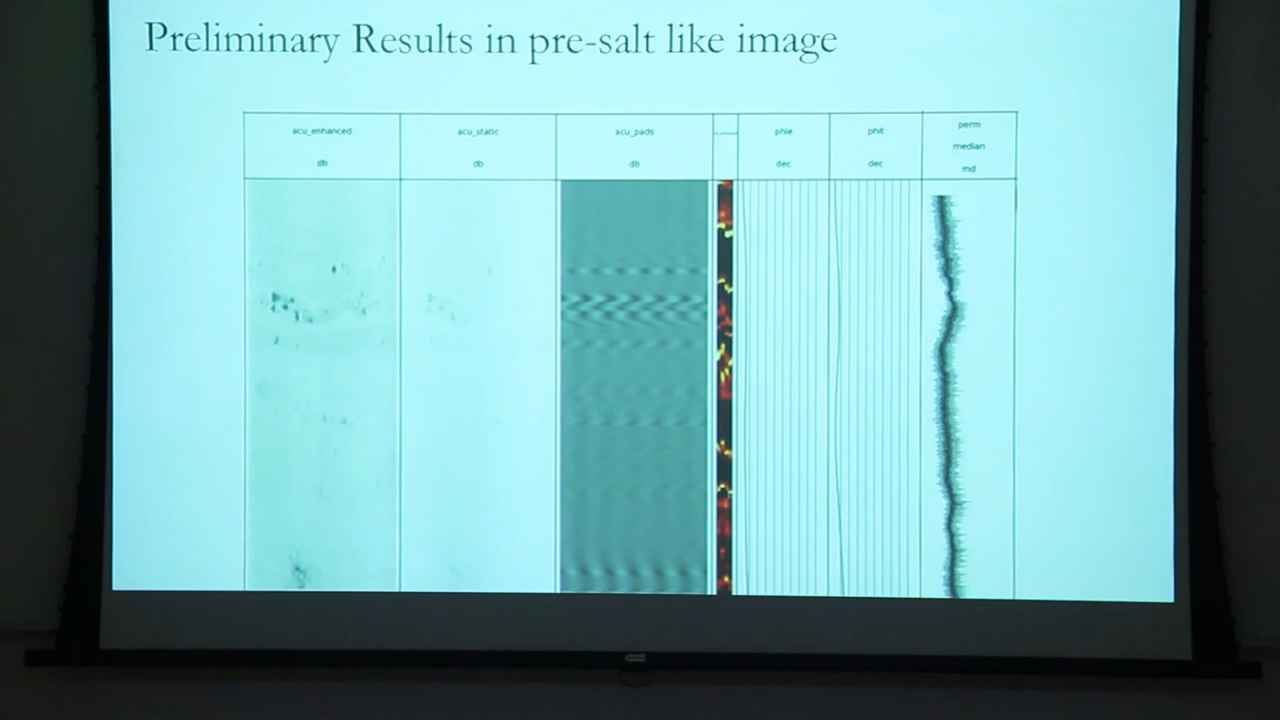 Preliminary Results in pre-salt like image
acu_enhanced
db
acu_static
db
acu_pads
db
phie
dec
phit
dec
perm
median
md